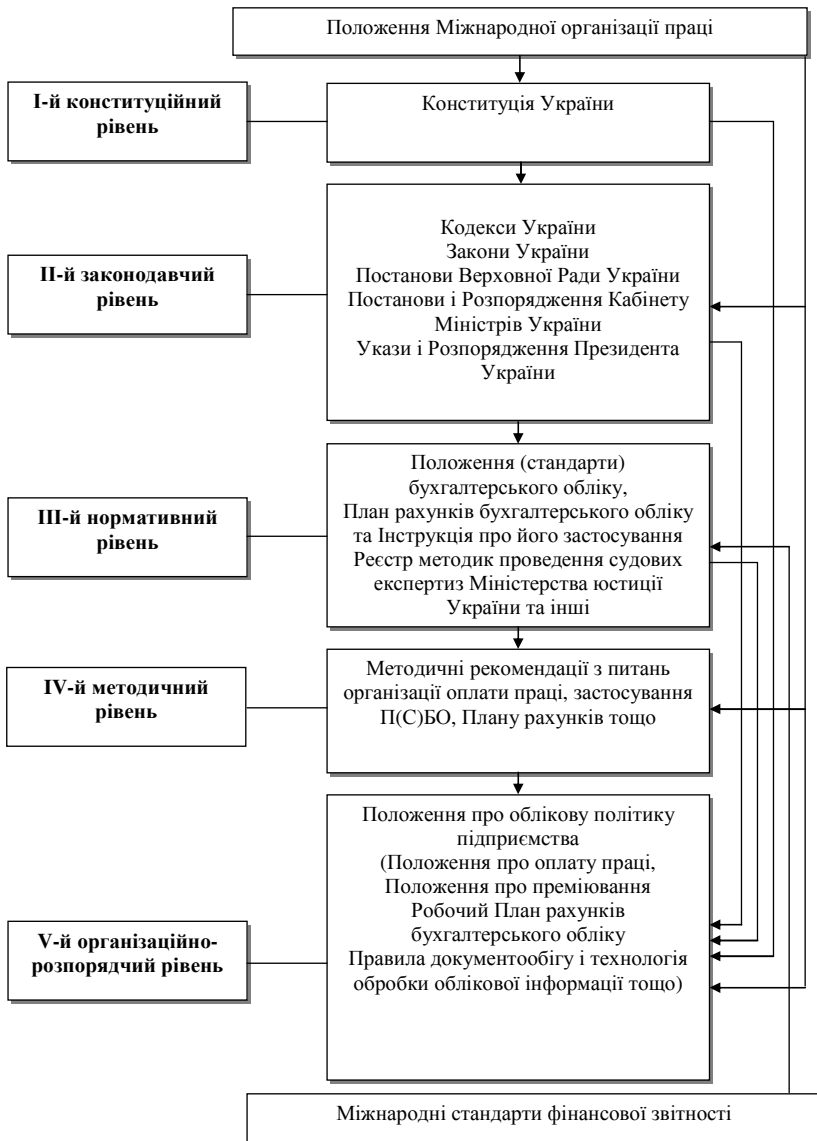 Положення Міжнародної організації праці
І-й конституційний
рівень
Конституція України
ІІ-й законодавчий
рівень
Кодекси України
Закони України
Постанови Верховної Ради України
Постанови і Розпорядження Кабінету
Міністрів України
Укази і Розпорядження Президента
України
ІІІ-й нормативний
рівень
Положення (стандарти)
бухгалтерського обліку,
План рахунків бухгалтерського обліку
та Інструкція про його застосування
Реєстр методик проведення судових
експертиз Міністерства юстиції
України та інші
ІV-й методичний
рівень
Методичні рекомендації з питань
організації оплати праці, застосування
П(С)БО, Плану рахунків тощо
V-й організаційно-
розпорядчий рівень
Положення про облікову політику
підприємства
(Положення про оплату праці,
Положення про преміювання
Робочий План рахунків
бухгалтерського обліку
Правила документообігу і технологія
обробки облікової інформації тощо)
Міжнародні стандарти фінансової звітності